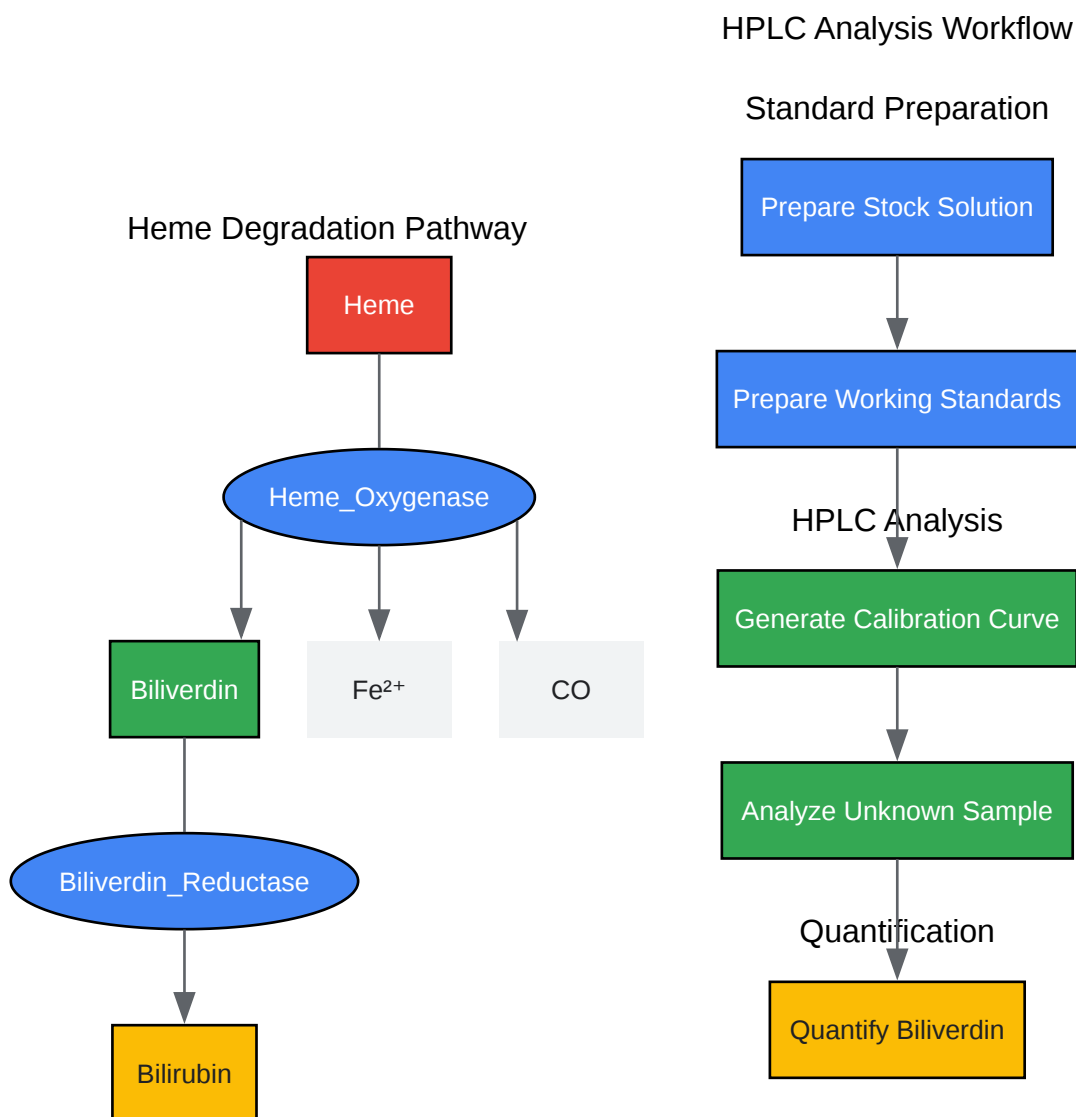 Heme Degradation Pathway
Heme
Heme_Oxygenase
Biliverdin
Fe²⁺
CO
Biliverdin_Reductase
Bilirubin
HPLC Analysis Workflow
Standard Preparation
Prepare Stock Solution
Prepare Working Standards
HPLC Analysis
Generate Calibration Curve
Analyze Unknown Sample
Quantification
Quantify Biliverdin